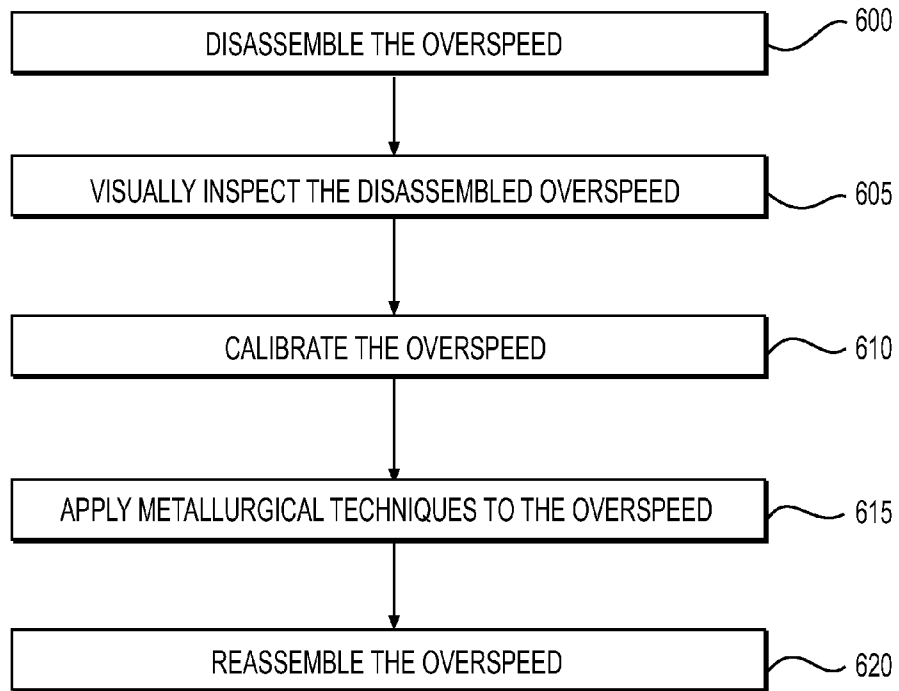 DISASSEMBLE THE OVERSPEED 600
VISUALLY INSPECT THE DISASSEMBLED OVERSPEED 605
CALIBRATE THE OVERSPEED 610
APPLY METALLURGICAL TECHNIQUES TO THE OVERSPEED 615
REASSEMBLE THE OVERSPEED 620